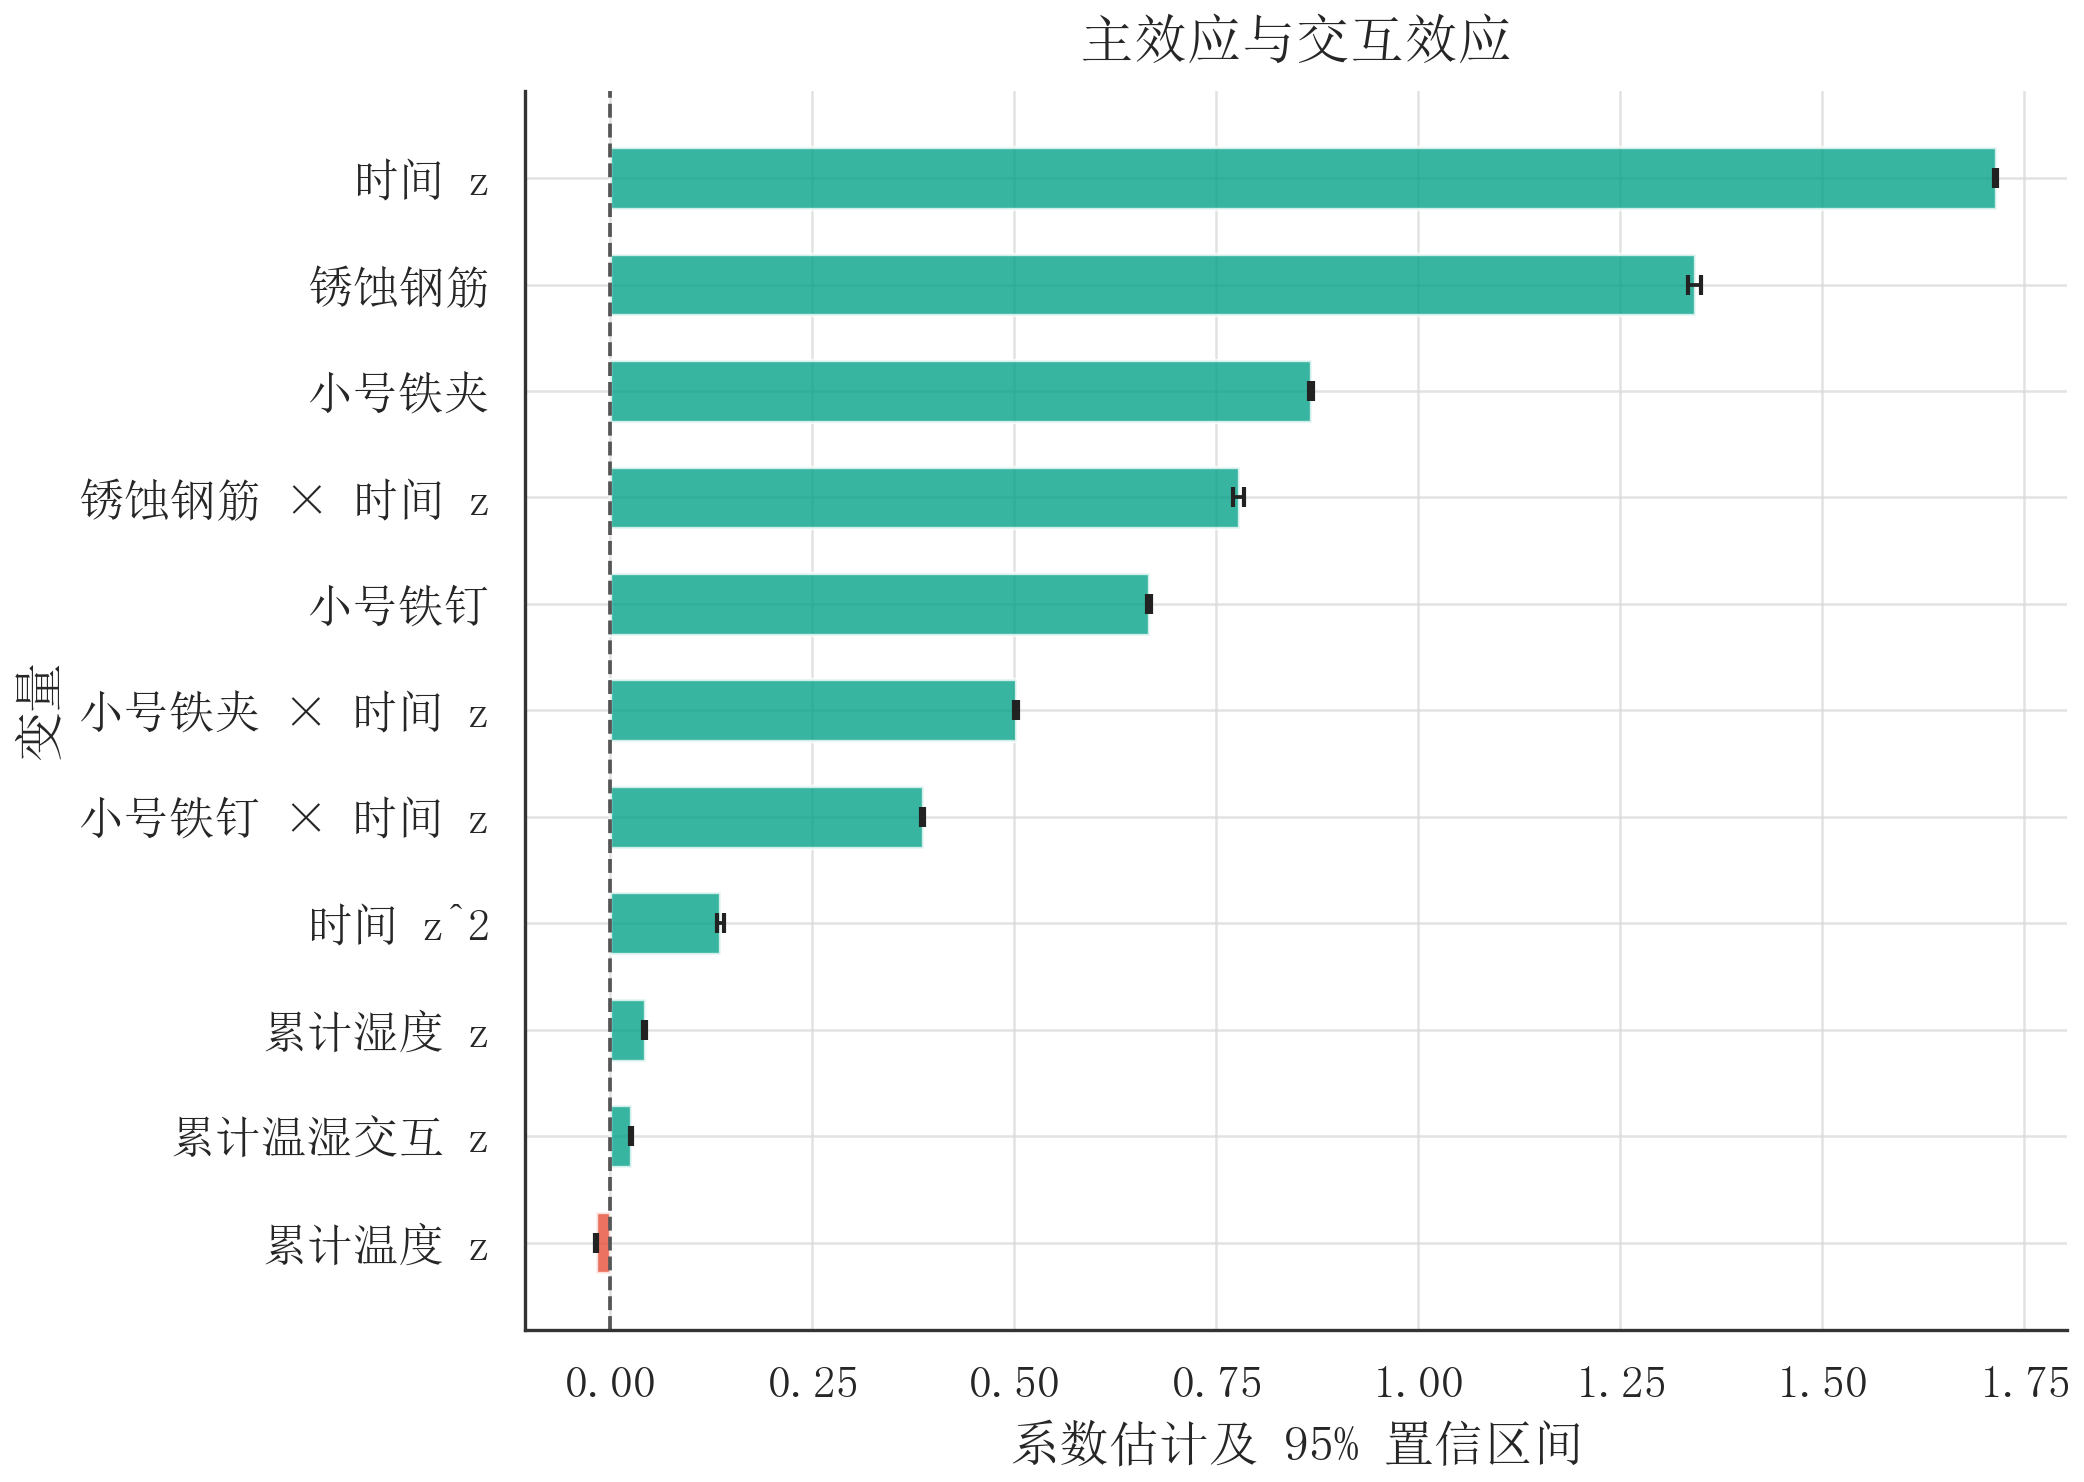 主效应与交互效应
时间 z
锈蚀钢筋
小号铁夹
锈蚀钢筋 × 时间 z
小号铁钉
小号铁夹 × 时间 z
小号铁钉 × 时间 z
时间 z^2
累计湿度 z
累计温湿交互 z
累计温度 z
变量
0.00 0.25 0.50 0.75 1.00 1.25 1.50 1.75
系数估计及 95% 置信区间